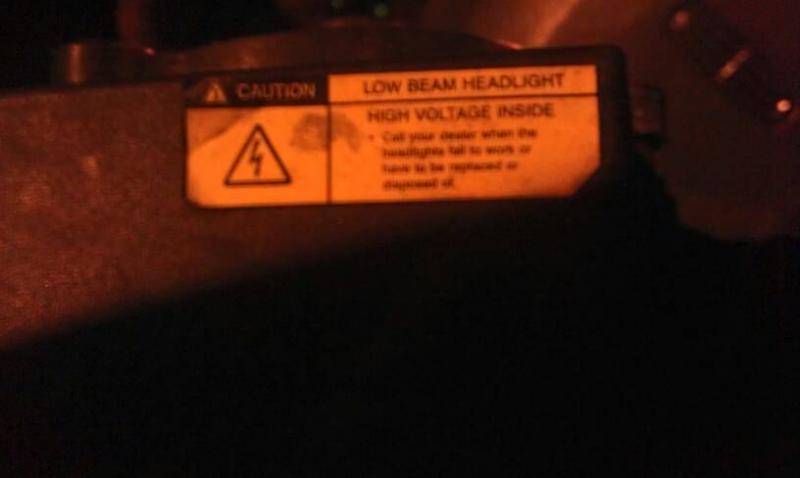 CAUTION
LOW BEAM HEADLIGHT
HIGH VOLTAGE INSIDE
• Call your dealer when the
headlights fail to work or
have to be replaced or
disposed of.